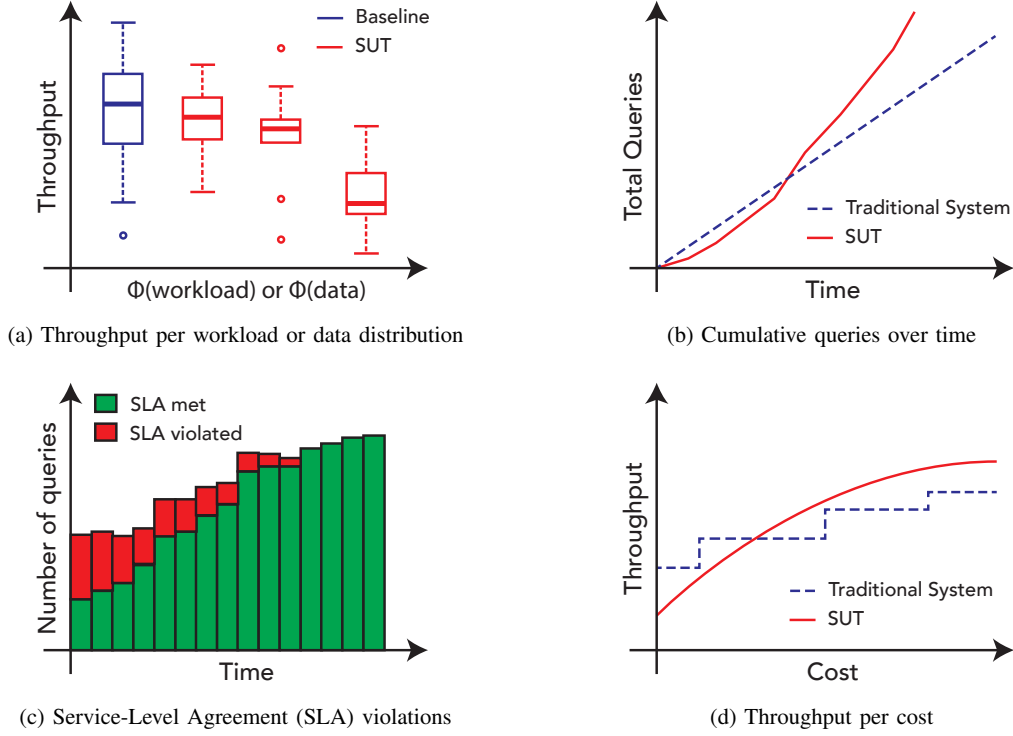 Baseline
SUT
Throughput
Φ(workload) or Φ(data)
(a) Throughput per workload or data distribution
Total Queries
Traditional System
SUT
Time
(b) Cumulative queries over time
SLA met
SLA violated
Number of queries
Time
(c) Service-Level Agreement (SLA) violations
Throughput
Traditional System
SUT
Cost
(d) Throughput per cost